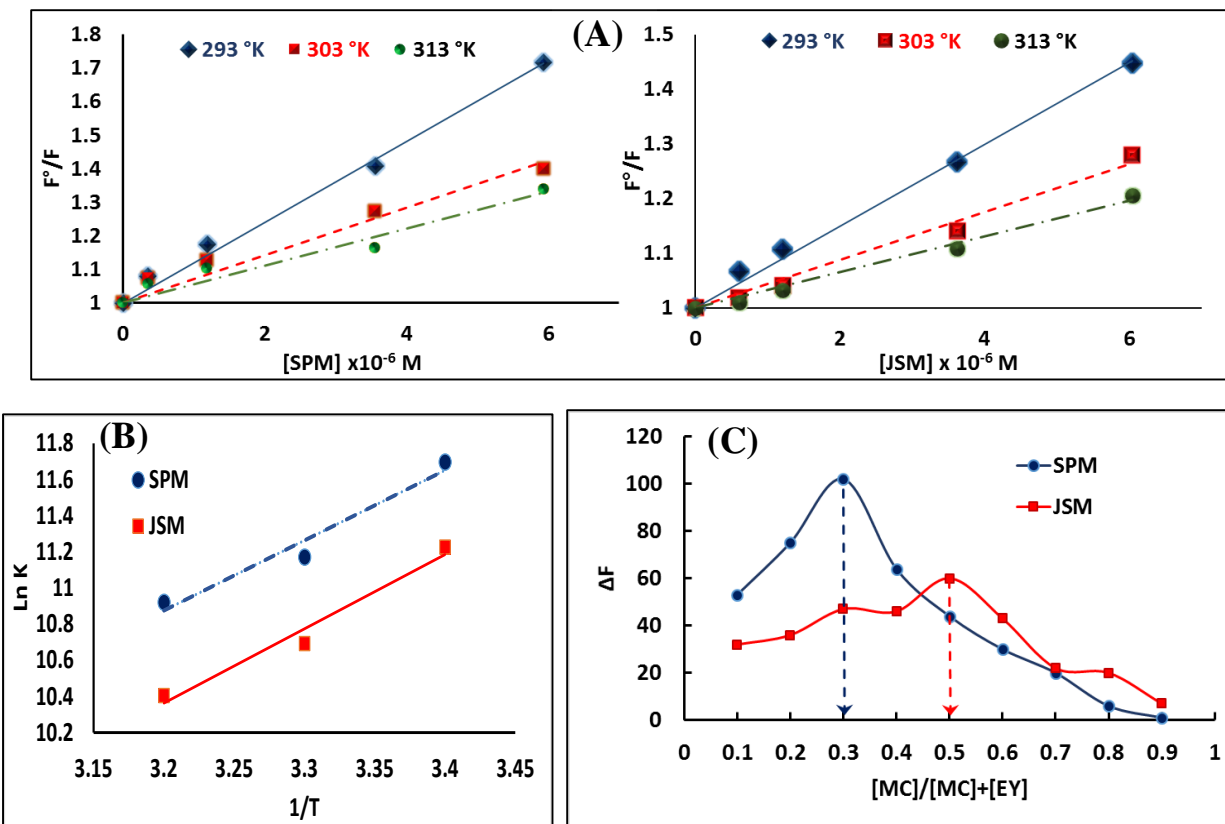 (A)
1.8
1.7
1.6
1.5
1.4
1.3
1.2
1.1
1
F°/F
293 °K 303 °K 313 °K
0 2 4 6
[SPM] x10⁻⁶ M
1.5
1.4
1.3
1.2
1.1
1
F°/F
293 °K 303 °K 313 °K
0 2 4 6
[JSM] x 10⁻⁶ M
(B)
11.8
11.6
11.4
11.2
11
10.8
10.6
10.4
10.2
Ln K
SPM
JSM
3.15 3.2 3.25 3.3 3.35 3.4 3.45
1/T
(C)
120
100
80
60
40
20
0
ΔF
SPM
JSM
0 0.1 0.2 0.3 0.4 0.5 0.6 0.7 0.8 0.9 1
[MC]/[MC]+[EY]